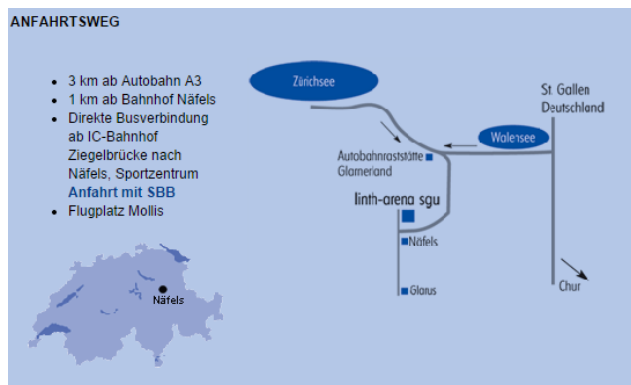 ANFAHRTSWEG
3 km ab Autobahn A3
1 km ab Bahnhof Näfels
Direkte Busverbindung
ab IC-Bahnhof
Ziegelbrücke nach
Näfels, Sportzentrum
Anfahrt mit SBB
Flugplatz Mollis
Näfels
Zürichsee
St. Gallen
Deutschland
Walensee
Autobahnraststätte
Glarnerland
linth-arena sgu
Näfels
Glarus
Chur